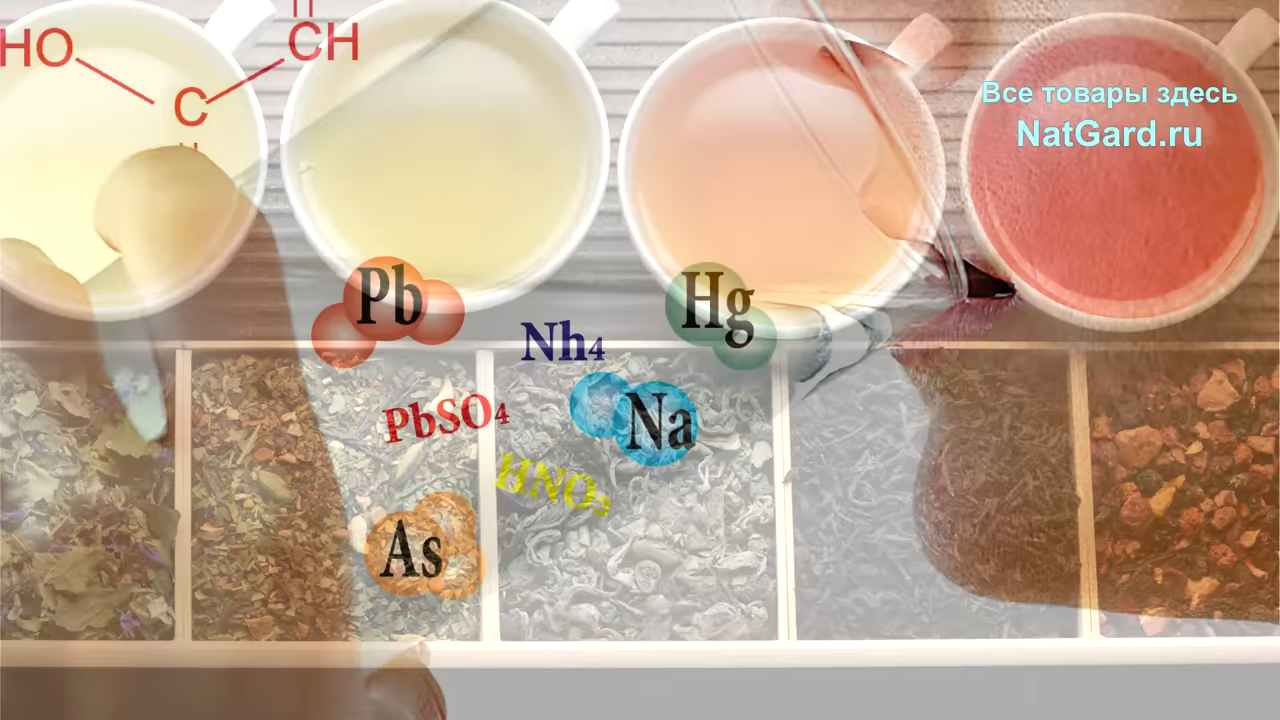 HO
CH
C
Все товары здесь
NatGard.ru
Pb
Hg
Nh4
PbSO4
Na
HNO3
As